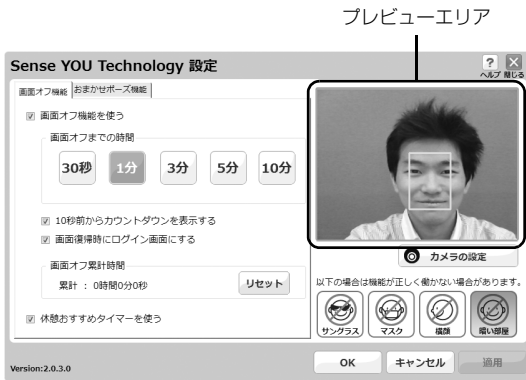 プレビューエリア
Sense YOU Technology 設定
? X
ヘルプ 閉じる
画面オフ機能 おまかせポーズ機能
画面オフ機能を使う
画面オフまでの時間
30秒 1分 3分 5分 10分
10秒前からカウントダウンを表示する
画面復帰時にログイン画面にする
カメラの設定
画面オフ累計時間
累計 : 0時間0分0秒 リセット
以下の場合は機能が正しく働かない場合があります。
サングラス マスク 横顔 暗い部屋
休憩おすすめタイマーを使う
Version:2.0.3.0
OK キャンセル 適用